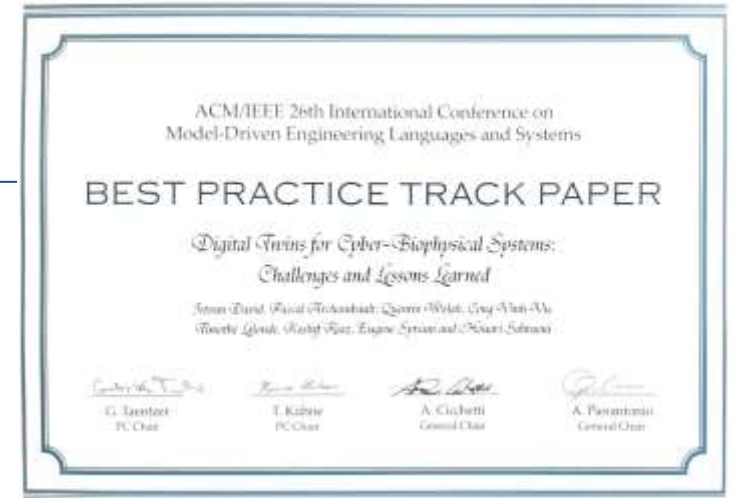 ACM/IEEE 26th International Conference on
Model-Driven Engineering Languages and Systems
BEST PRACTICE TRACK PAPER
Digital Twins for Cyber-Biophysical Systems:
Challenges and Lessons Learned
Istvan David, Pascal Archambault, Quentin Wolak, Cong Vinh Vu
Timothé Lalonde, Kashif Riaz, Eugene Syriani and Houari Sahraoui
G. Taentzer
T. Kühne
A. Cicchetti
A. Pierantonio
PC Chair
PC Chair
General Chair
General Chair